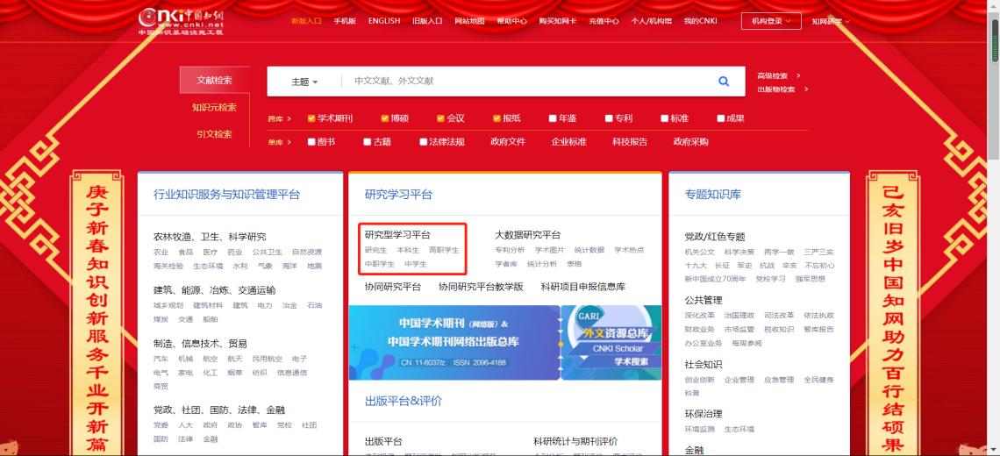 cnki中国知网
www.cnki.net
中国知识基础设施工程
新版入口 手机版 ENGLISH 旧版入口 网站地图 帮助中心 购买知网卡 充值中心 个人/机构馆 我的CNKI 机构登录 知网研学
文献检索 主题 中文文献、外文文献 高级检索 >
出版物检索 >
知识元检索
跨库 > 学术期刊 博硕 会议 报纸 年鉴 专利 标准 成果
引文检索
单库 > 图书 古籍 法律法规 政府文件 企业标准 科技报告 政府采购
庚子新春知识创新服务千业开新篇
行业知识服务与知识管理平台
农林牧渔、卫生、科学研究
农业 食品 医疗 药业 公共卫生 自然资源
海关检验 生态环境 水利 气象 海洋 地震
建筑、能源、冶炼、交通运输
城乡规划 建筑材料 建筑 电力 冶金 石油
煤炭 交通 船舶
制造、信息技术、贸易
汽车 机械 航空 航天 民用航空 电子
电气 家电 化工 烟草 纺织 信息通信
商贸
党政、社团、国防、法律、金融
党委 人大 政府 政协 智库 党校 社团
国防 法律 金融
研究学习平台
研究型学习平台
研究生 本科生 高职学生
中职学生 中学生
大数据研究平台
专利分析 学术图片 统计数据 学术热点
学者库 统计分析 表格
协同研究平台 协同研究平台教学版 科研项目申报信息库
中国学术期刊（网络版）&
中国学术期刊网络出版总库
CN 11-6037/z ISSN 2096-4188
CARI
外文资源总库
CNKI Scholar
学术搜索
出版平台&评价
出版平台
科研统计与期刊评价
专题知识库
党政/红色专题
机关公文 科学决策 两学一做 三严三实
十九大 长征 军史 抗战 辛亥 不忘初心
新中国成立70周年 党校学习 强军思想
公共管理
深化改革 治国理政 司法改革 依法执政
财政业务 市场监管 税收知识 智库报告
办公室业务 每周参阅
社会知识
创业创新 企业管理 应急管理 全民健身
科普
环保治理
环境监测 生态环境
金融
己亥旧岁中国知网助力百行结硕果